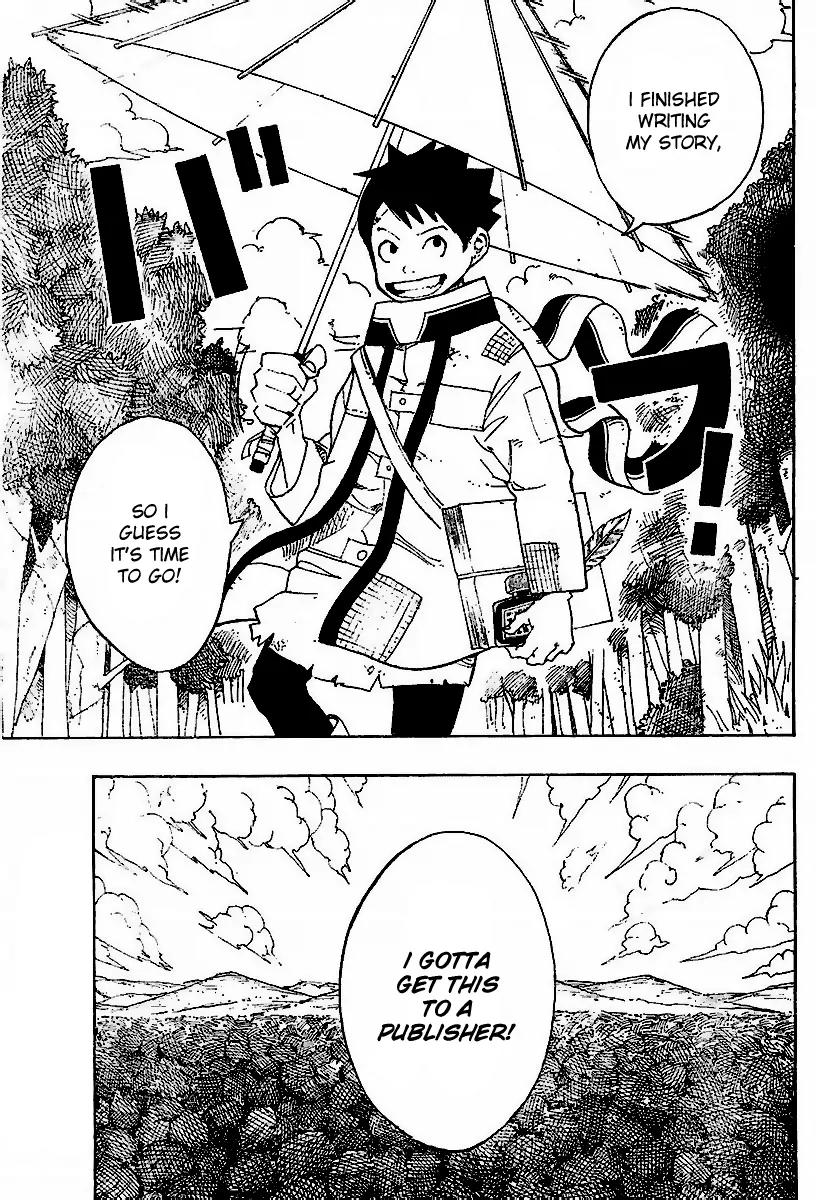 I FINISHED
WRITING
MY STORY,
バ
ッ!
SO I
GUESS
IT'S TIME
TO GO!
I GOTTA
GET THIS
TO A
PUBLISHER!